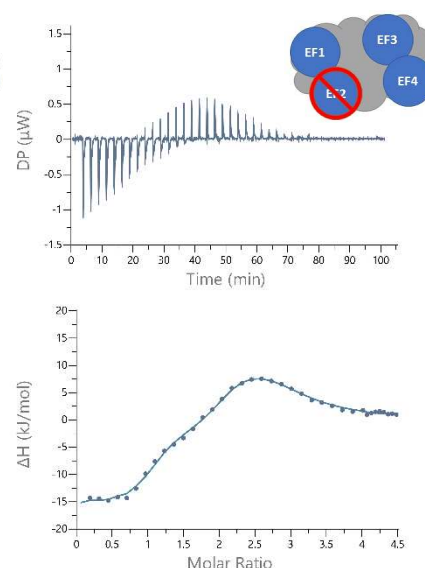 1.5
1
0.5
0
-0.5
-1
-1.5
DP (µW)
0 10 20 30 40 50 60 70 80 90 100
Time (min)
EF1
EF2
EF3
EF4
20
15
10
5
0
-5
-10
-15
-20
ΔH (kJ/mol)
0 0.5 1 1.5 2 2.5 3 3.5 4 4.5
Molar Ratio